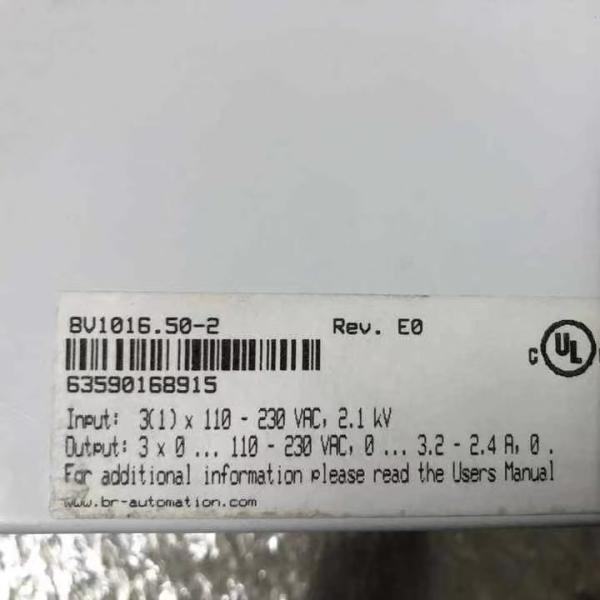 8V1016.50-2 Rev. E0
63590168915
c UL
Input: 3(1) x 110 - 230 VAC, 2.1 kV
Output: 3 x 0 ... 110 - 230 VAC, 0 ... 3.2 - 2.4 A, 0 .
For additional information please read the Users Manual
www.br-automation.com